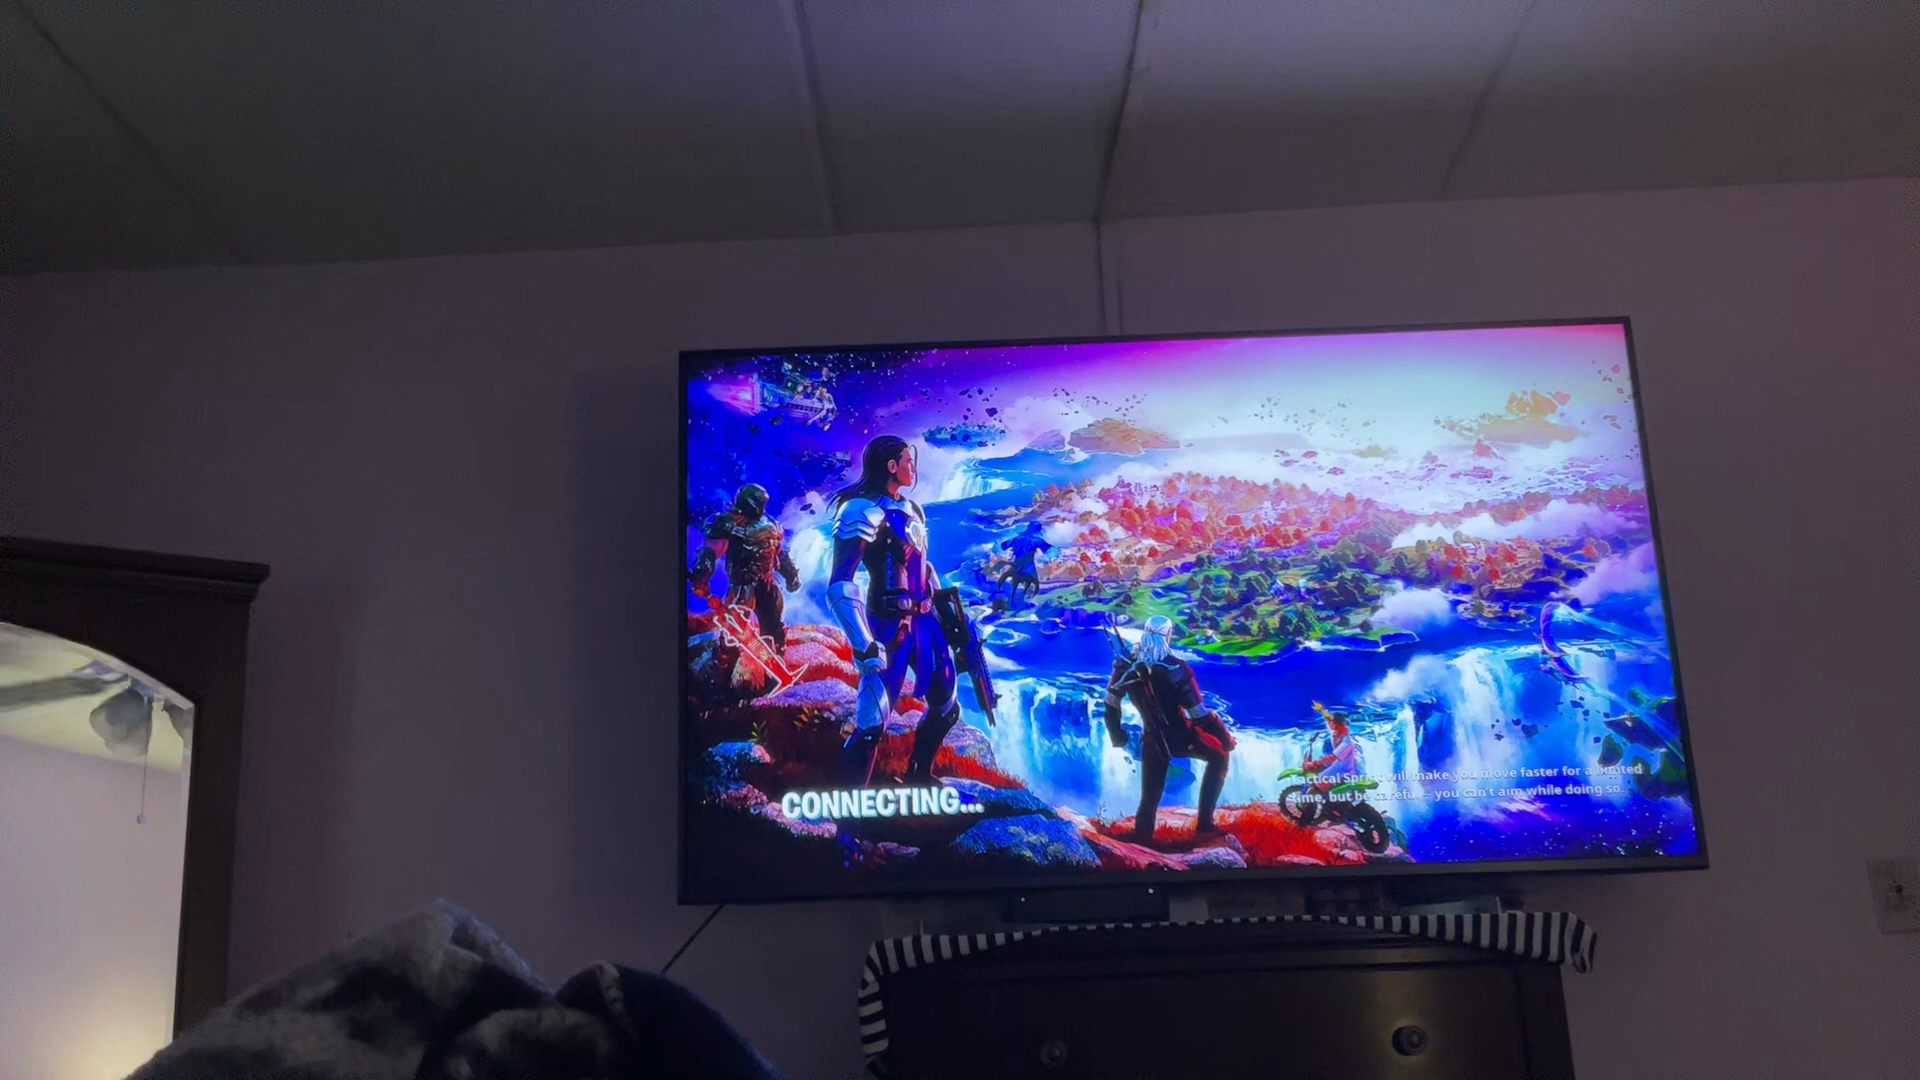 CONNECTING...
Tactical Sprint will make you move faster for a limited
time, but be careful – you can't aim while doing so.